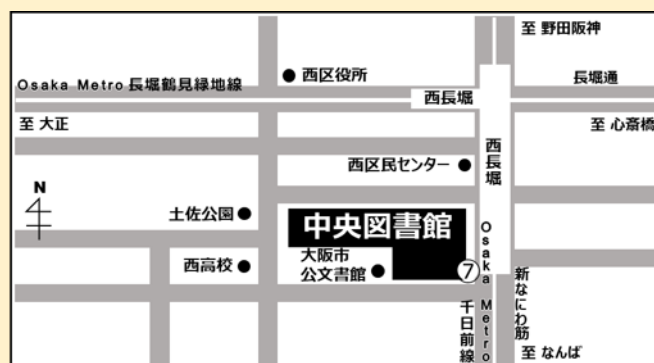 至 野田阪神
西区役所
長堀通
Osaka Metro 長堀鶴見緑地線
西長堀
至 大正
至 心斎橋
西長堀
西区民センター
N
土佐公園
中央図書館
大阪市
公文書館
西高校
⑦
Osaka Metro
千日前線
新なにわ筋
至 なんば